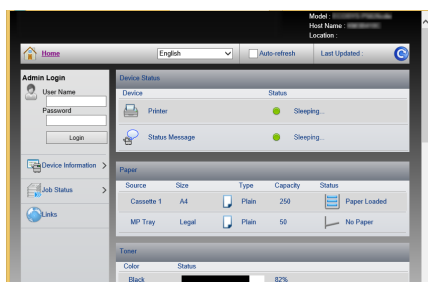 Model :
Host Name :
Location :
Home
English
Auto-refresh
Last Updated :
Admin Login
User Name
Password
Login
Device Information
Job Status
Links
Device Status
Device Status
Printer Sleeping...
Status Message Sleeping...
Paper
Source Size Type Capacity Status
Cassette 1 A4 Plain 250 Paper Loaded
MP Tray Legal Plain 50 No Paper
Toner
Color Status
Black 82%